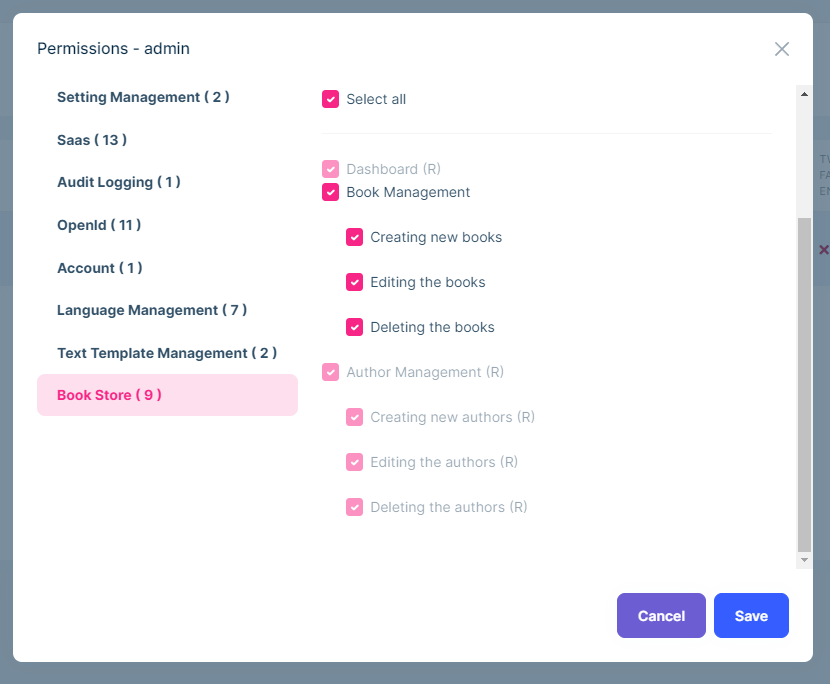 Permissions - admin
Setting Management ( 2 )
Saas ( 13 )
Audit Logging ( 1 )
OpenId ( 11 )
Account ( 1 )
Language Management ( 7 )
Text Template Management ( 2 )
Book Store ( 9 )
Select all
Dashboard (R)
Book Management
Creating new books
Editing the books
Deleting the books
Author Management (R)
Creating new authors (R)
Editing the authors (R)
Deleting the authors (R)
Cancel
Save